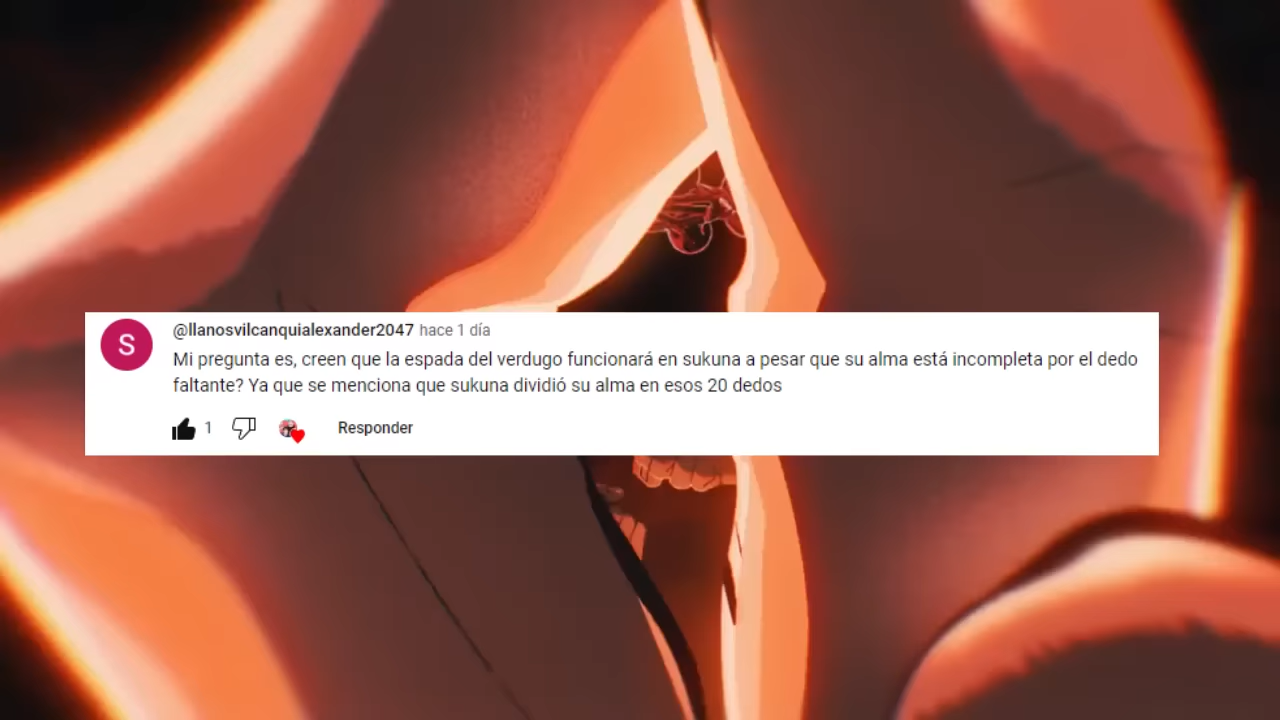 S
@llanosvilcanquialexander2047 hace 1 día
Mi pregunta es, creen que la espada del verdugo funcionará en sukuna a pesar que su alma está incompleta por el dedo
faltante? Ya que se menciona que sukuna dividió su alma en esos 20 dedos
1 Responder